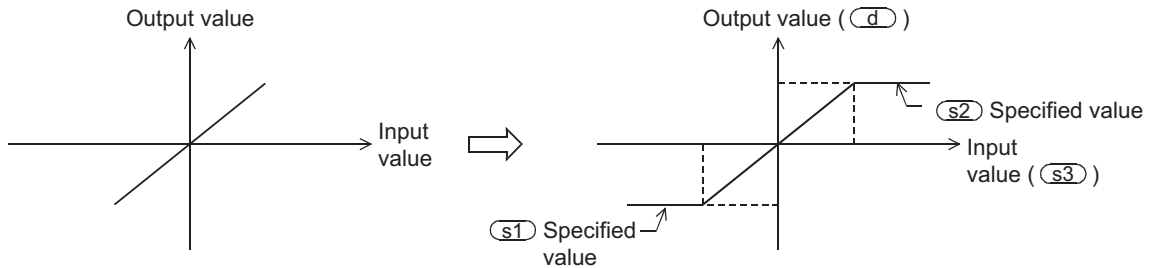 Output value
Input
value
Output value ( d )
s2 Specified value
Input
value ( s3 )
s1 Specified
value